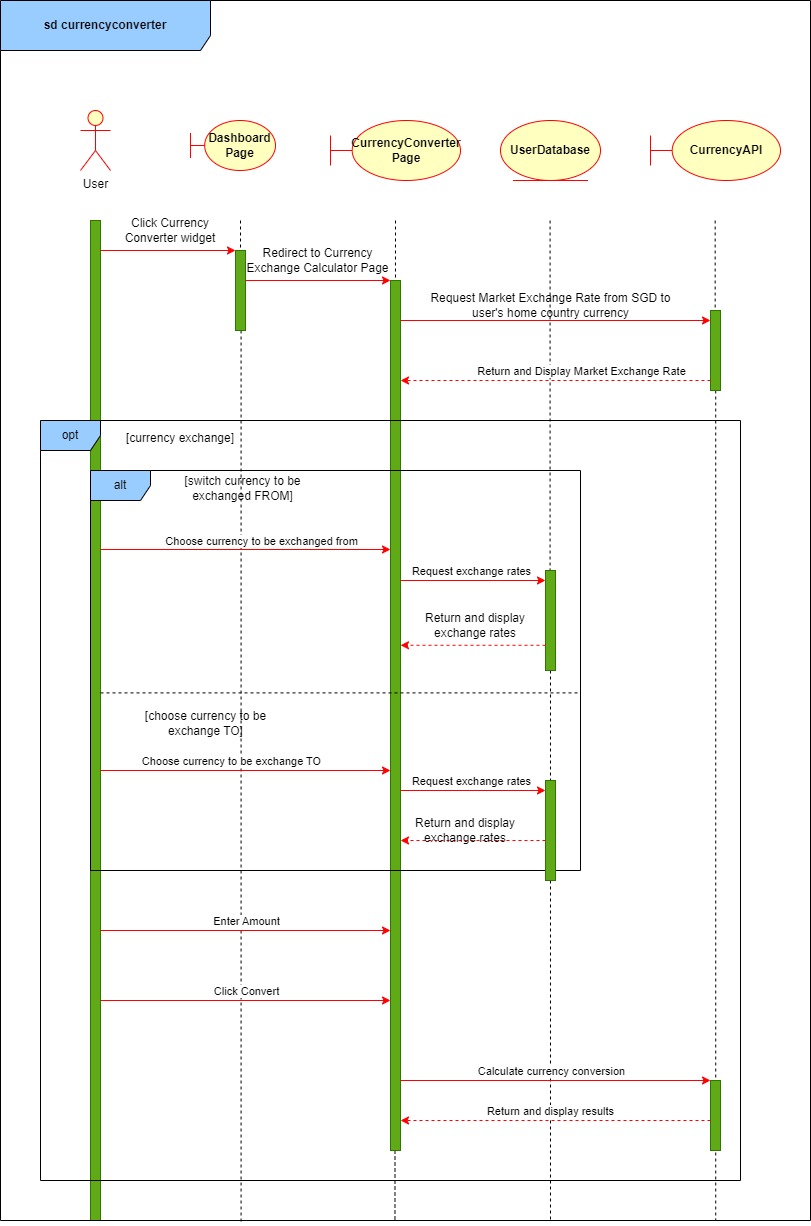 sd currencyconverter
User
Dashboard
Page
CurrencyConverter
Page
UserDatabase
CurrencyAPI
Click Currency
Converter widget
Redirect to Currency
Exchange Calculator Page
Request Market Exchange Rate from SGD to
user's home country currency
Return and Display Market Exchange Rate
opt
[currency exchange]
alt
[switch currency to be
exchanged FROM]
Choose currency to be exchanged from
Request exchange rates
Return and display
exchange rates
[choose currency to be
exchange TO]
Choose currency to be exchange TO
Request exchange rates
Return and display
exchange rates
Enter Amount
Click Convert
Calculate currency conversion
Return and display results